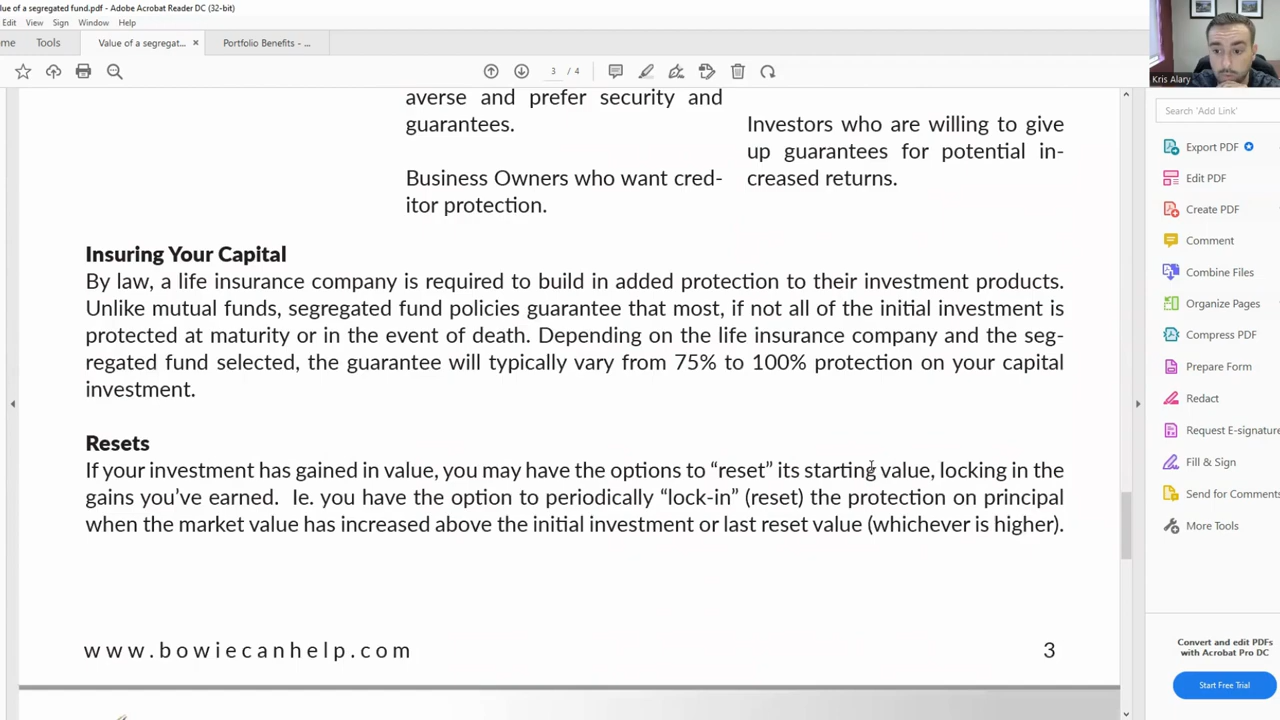 alue of a segregated fund.pdf - Adobe Acrobat Reader DC (32-bit)
Edit View Sign Window Help
me Tools Value of a segregat... × Portfolio Benefits - ...
3 / 4
Kris Alary
Search 'Add Link'
averse and prefer security and
guarantees.
Business Owners who want cred-
itor protection.
Investors who are willing to give
up guarantees for potential in-
creased returns.
Insuring Your Capital
By law, a life insurance company is required to build in added protection to their investment products.
Unlike mutual funds, segregated fund policies guarantee that most, if not all of the initial investment is
protected at maturity or in the event of death. Depending on the life insurance company and the seg-
regated fund selected, the guarantee will typically vary from 75% to 100% protection on your capital
investment.
Resets
If your investment has gained in value, you may have the options to “reset” its starting value, locking in the
gains you’ve earned. Ie. you have the option to periodically “lock-in” (reset) the protection on principal
when the market value has increased above the initial investment or last reset value (whichever is higher).
www.bowiecanhelp.com
3
Export PDF
Edit PDF
Create PDF
Comment
Combine Files
Organize Pages
Compress PDF
Prepare Form
Redact
Request E-signature
Fill & Sign
Send for Comments
More Tools
Convert and edit PDFs
with Acrobat Pro DC
Start Free Trial